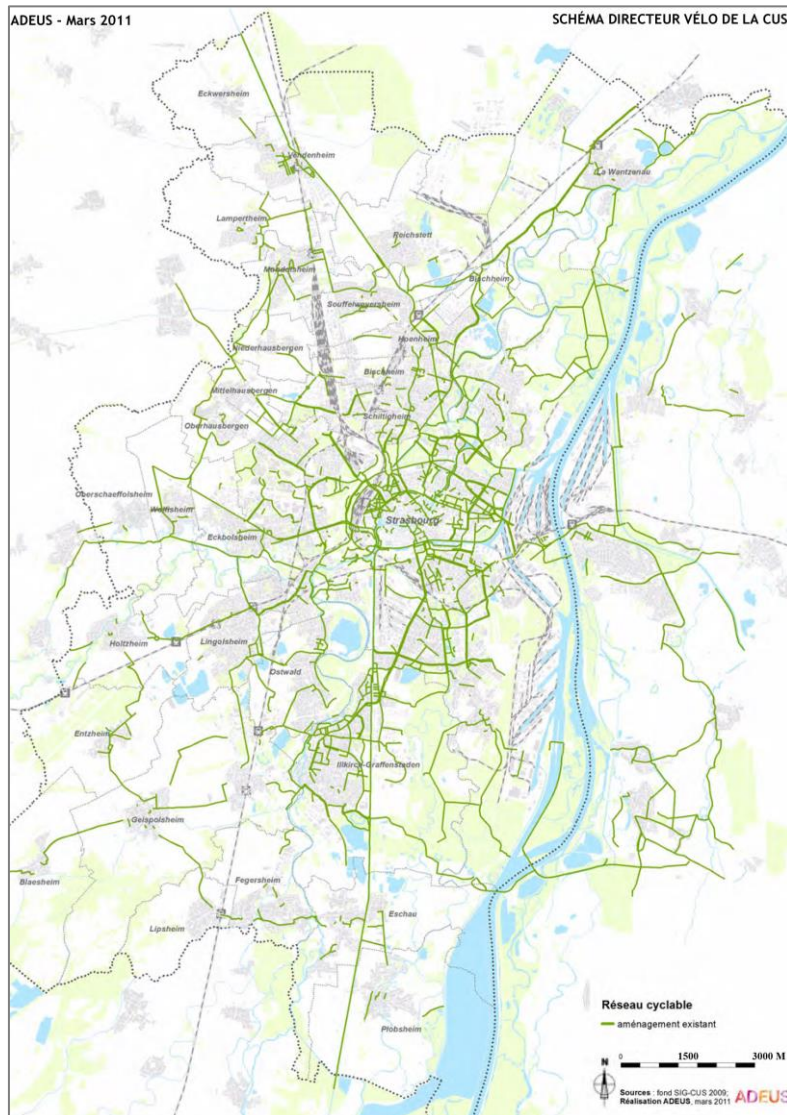 ADEUS - Mars 2011
SCHÉMA DIRECTEUR VÉLO DE LA CUS
Eckwersheim
Vendenheim
La Wantzenau
Lampertheim
Reichstett
Mundolsheim
Bischheim
Souffelweyersheim
Hoenheim
Niederhausbergen
Bischheim
Mittelhausbergen
Schiltigheim
Oberhausbergen
Oberschaeffolsheim
Wolfisheim
Strasbourg
Eckbolsheim
Holtzheim
Lingolsheim
Ostwald
Entzheim
Illkirch-Graffenstaden
Geispolsheim
Blaesheim
Fegersheim
Eschau
Lipsheim
Plobsheim
Réseau cyclable
aménagement existant
0 1500 3000 M
N
Sources : fond SIG-CUS 2009;
Réalisation ADEUS, mars 2011
ADEUS